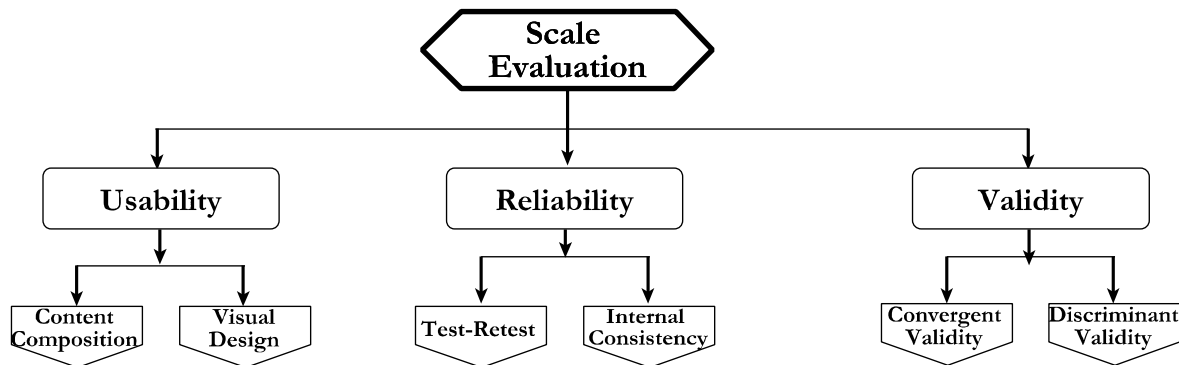 Scale
Evaluation
Usability
Reliability
Validity
Content
Composition
Visual
Design
Test-Retest
Internal
Consistency
Convergent
Validity
Discriminant
Validity